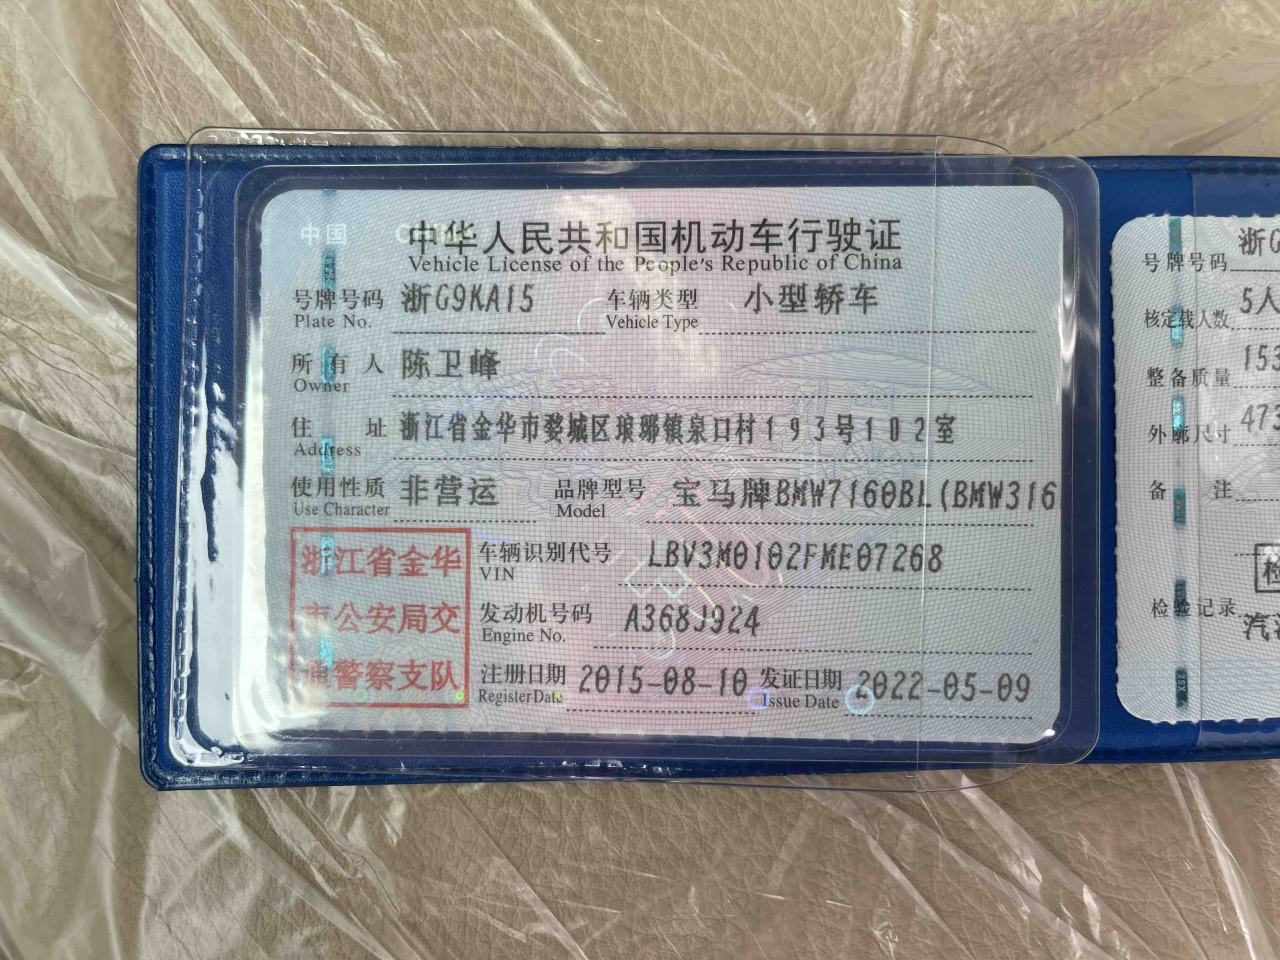 中国 CHINA
中华人民共和国机动车行驶证
Vehicle License of the People's Republic of China
号牌号码 浙G9KA15 车辆类型 小型轿车
Plate No. Vehicle Type
所有人 陈卫峰
Owner
住址 浙江省金华市婺城区琅琊镇泉口村193号102室
Address
使用性质 非营运 品牌型号 宝马牌BMW7160BL(BMW316
Use Character Model
浙江省金华
市公安局交
通警察支队
车辆识别代号 LBV3M0102FME07268
VIN
发动机号码 A368J924
Engine No.
注册日期 2015-08-10 发证日期 2022-05-09
Register Date Issue Date
号牌号码 浙G
核定载人数 5人
整备质量 153
外廓尺寸 473
备注
检验记录
汽